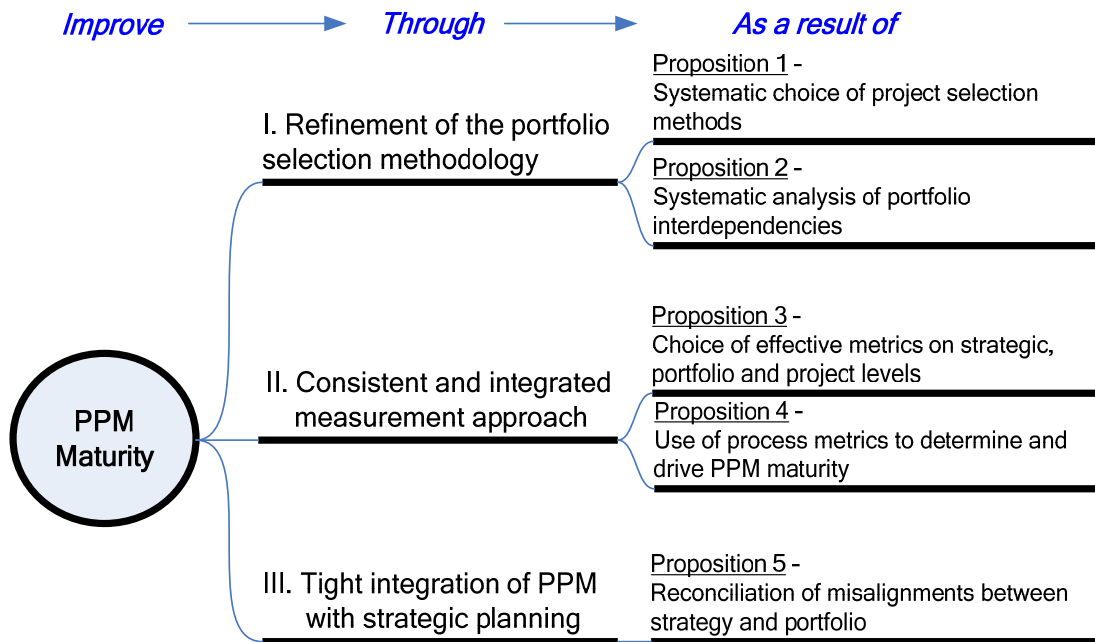 Improve
Through
As a result of
PPM
Maturity
I. Refinement of the portfolio
selection methodology
Proposition 1 -
Systematic choice of project selection
methods
Proposition 2 -
Systematic analysis of portfolio
interdependencies
II. Consistent and integrated
measurement approach
Proposition 3 -
Choice of effective metrics on strategic,
portfolio and project levels
Proposition 4 -
Use of process metrics to determine and
drive PPM maturity
III. Tight integration of PPM
with strategic planning
Proposition 5 -
Reconciliation of misalignments between
strategy and portfolio